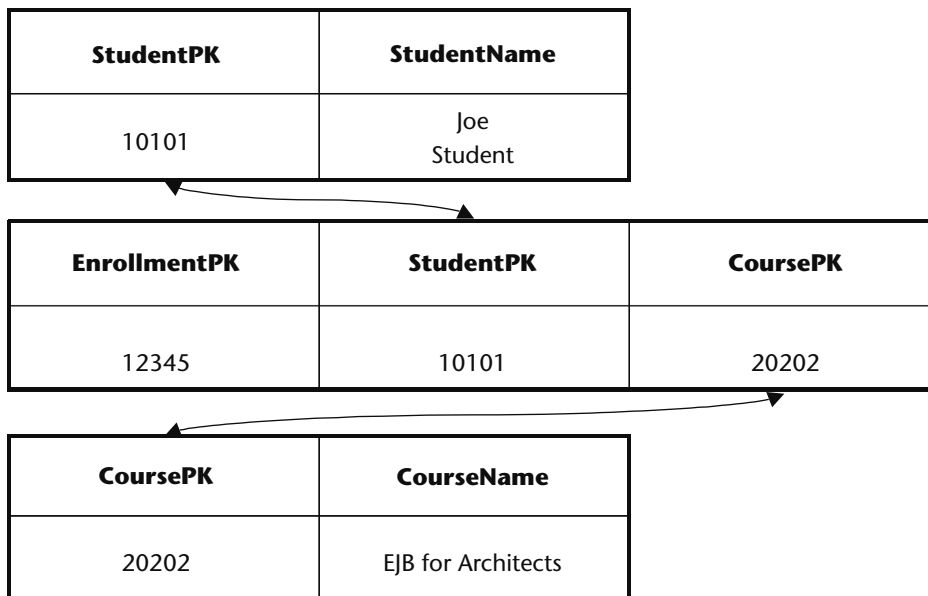 StudentPK StudentName
10101 Joe
Student
EnrollmentPK StudentPK CoursePK
12345 10101 20202
CoursePK CourseName
20202 EJB for Architects